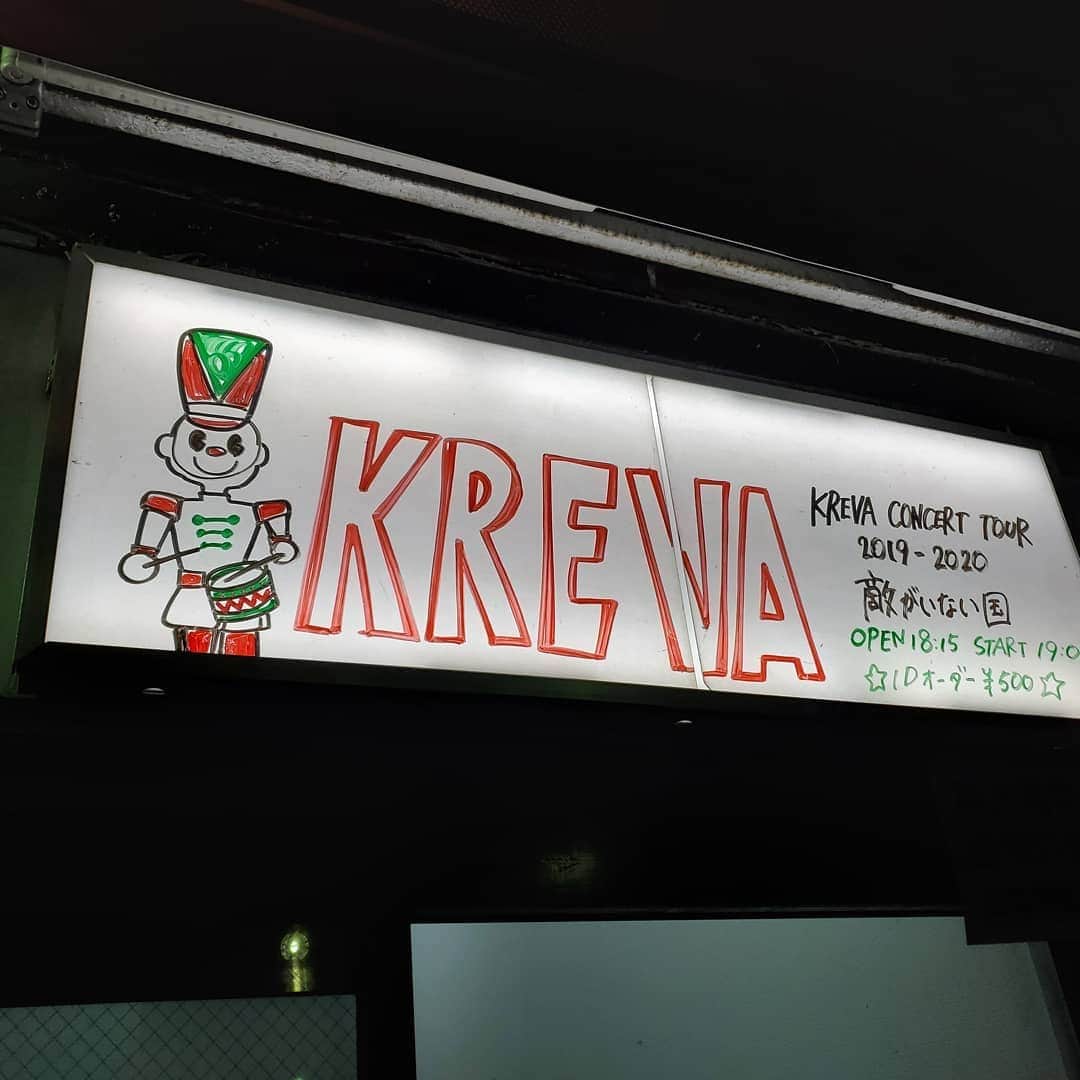 KREVA
KREVA CONCERT TOUR
2019-2020
敵がいない国
OPEN 18:15 START 19:0
☆1Dオーダー¥500☆